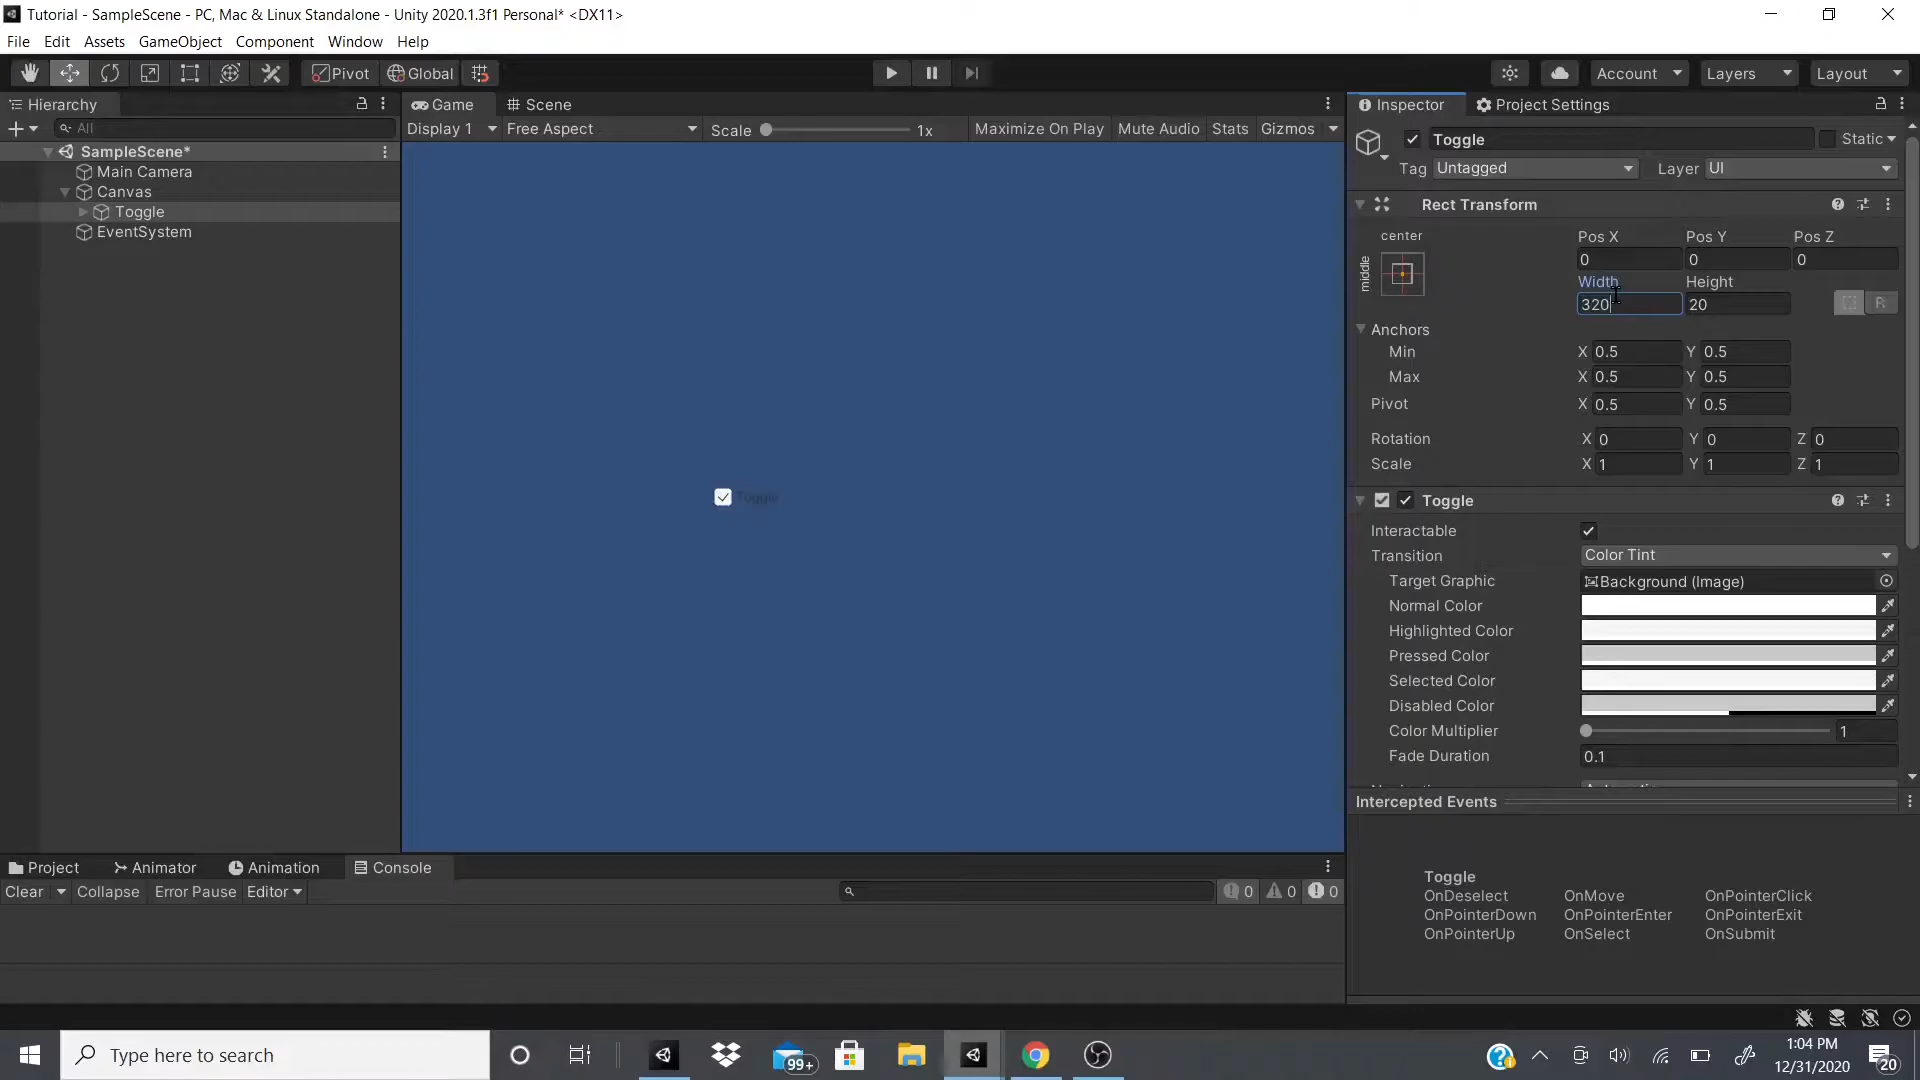 Tutorial - SampleScene - PC, Mac & Linux Standalone - Unity 2020.1.3f1 Personal* <DX11>
File Edit Assets GameObject Component Window Help
Pivot Global Account Layers Layout
Hierarchy Game Scene Inspector Project Settings
All Display 1 Free Aspect Scale 1x Maximize On Play Mute Audio Stats Gizmos
Toggle Static
SampleScene*
Main Camera
Canvas
Toggle
EventSystem
Toggle
Tag Untagged Layer UI
Rect Transform
center
middle
Pos X Pos Y Pos Z
0 0 0
Width Height
320 20 R
Anchors
Min X 0.5 Y 0.5
Max X 0.5 Y 0.5
Pivot X 0.5 Y 0.5
Rotation X 0 Y 0 Z 0
Scale X 1 Y 1 Z 1
Toggle
Interactable
Transition Color Tint
Target Graphic Background (Image)
Normal Color
Highlighted Color
Pressed Color
Selected Color
Disabled Color
Color Multiplier 1
Fade Duration 0.1
Intercepted Events
Toggle
OnDeselect OnMove OnPointerClick
OnPointerDown OnPointerEnter OnPointerExit
OnPointerUp OnSelect OnSubmit
Project Animator Animation Console
Clear Collapse Error Pause Editor 0 0 0
Type here to search
99+
1:04 PM
12/31/2020
20